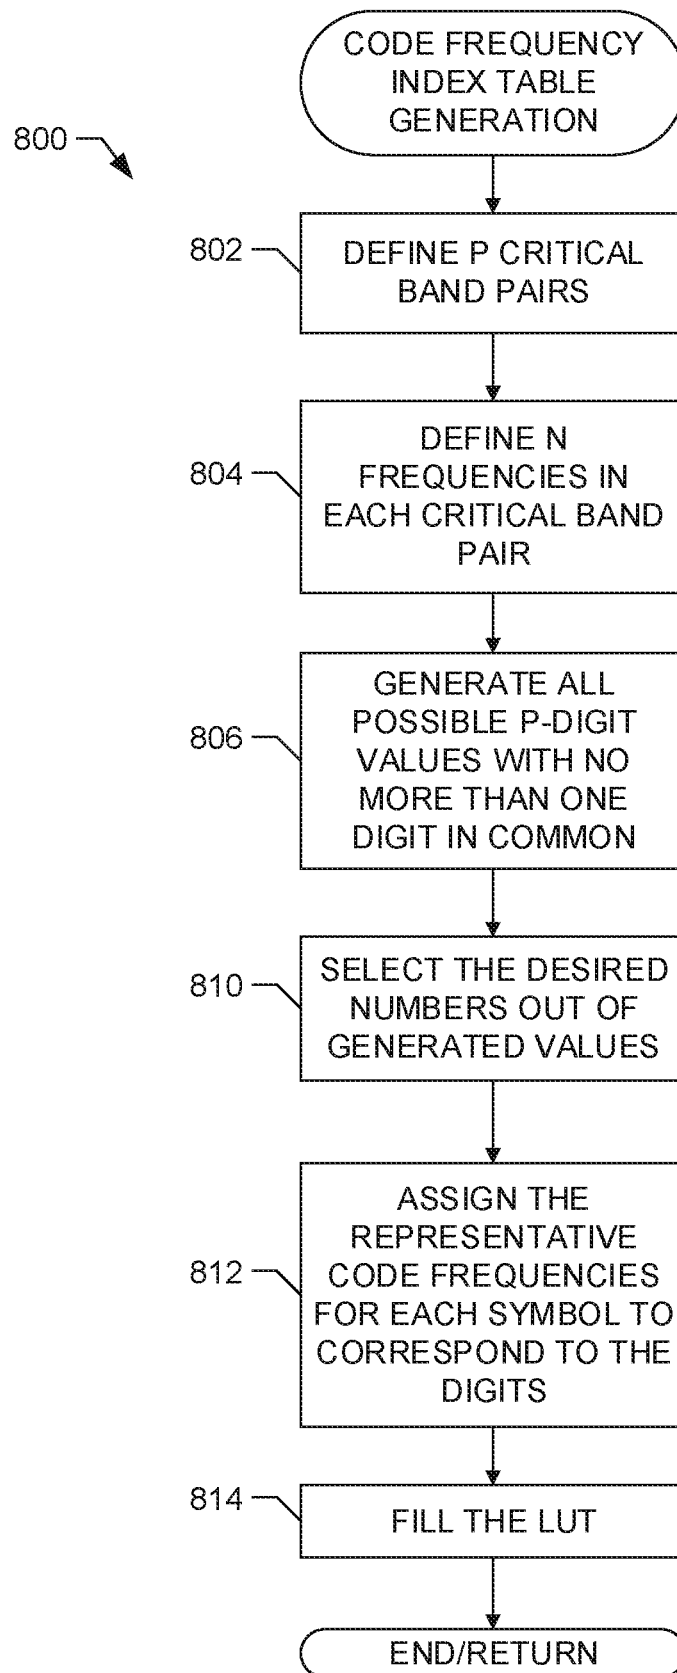 CODE FREQUENCY
INDEX TABLE
GENERATION
800
802
DEFINE P CRITICAL
BAND PAIRS
804
DEFINE N
FREQUENCIES IN
EACH CRITICAL BAND
PAIR
806
GENERATE ALL
POSSIBLE P-DIGIT
VALUES WITH NO
MORE THAN ONE
DIGIT IN COMMON
810
SELECT THE DESIRED
NUMBERS OUT OF
GENERATED VALUES
812
ASSIGN THE
REPRESENTATIVE
CODE FREQUENCIES
FOR EACH SYMBOL TO
CORRESPOND TO THE
DIGITS
814
FILL THE LUT
END/RETURN